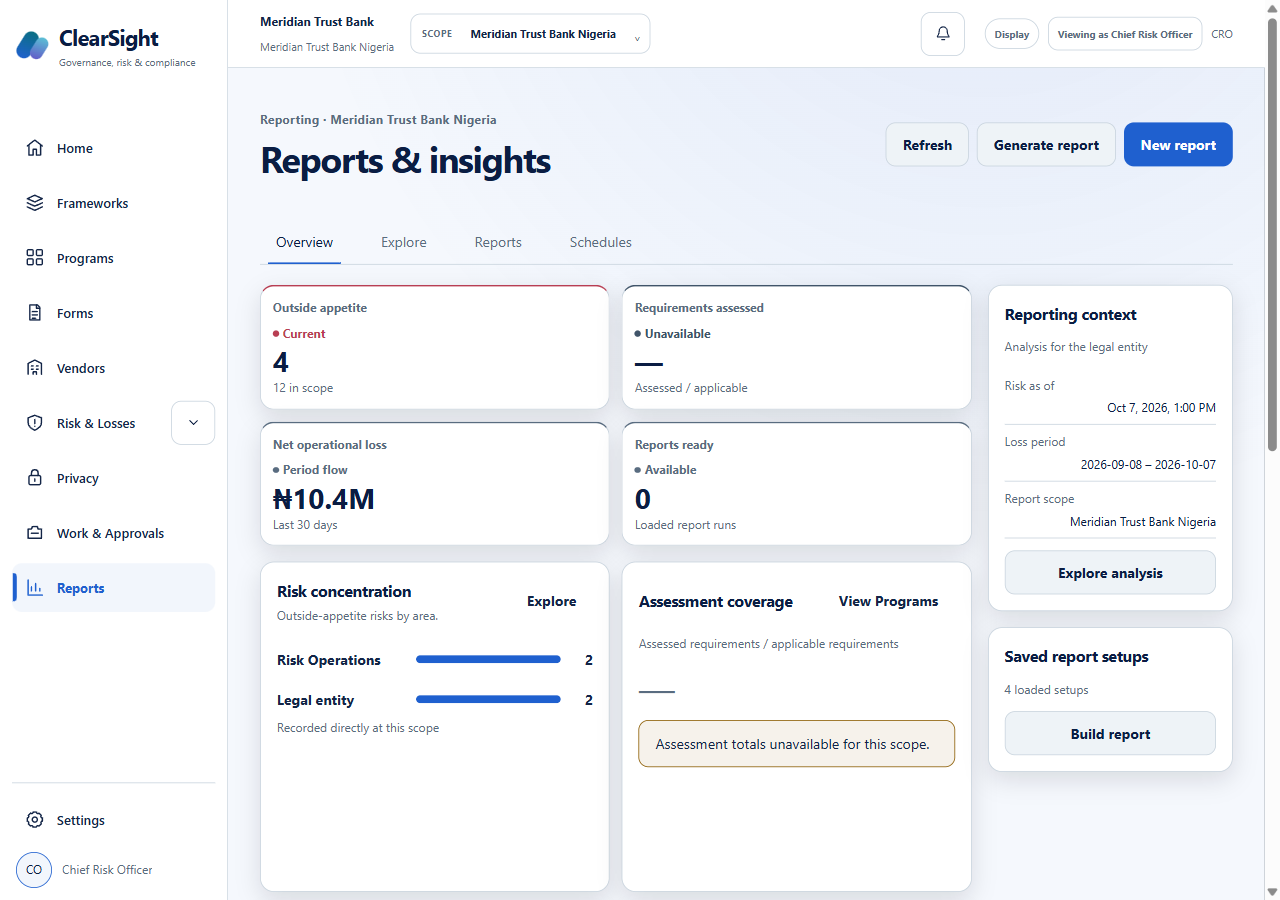 ClearSight
Governance, risk & compliance
Home
Frameworks
Programs
Forms
Vendors
Risk & Losses
Privacy
Work & Approvals
Reports
Settings
CO
Chief Risk Officer
Meridian Trust Bank
Meridian Trust Bank Nigeria
SCOPE
Meridian Trust Bank Nigeria
Display
Viewing as Chief Risk Officer
CRO
Reporting · Meridian Trust Bank Nigeria
Reports & insights
Refresh
Generate report
New report
Overview
Explore
Reports
Schedules
Outside appetite
Current
4
12 in scope
Requirements assessed
Unavailable
—
Assessed / applicable
Net operational loss
Period flow
₦10.4M
Last 30 days
Reports ready
Available
0
Loaded report runs
Risk concentration
Outside-appetite risks by area.
Explore
Risk Operations 2
Legal entity 2
Recorded directly at this scope
Assessment coverage
View Programs
Assessed requirements / applicable requirements
—
Assessment totals unavailable for this scope.
Reporting context
Analysis for the legal entity
Risk as of
Oct 7, 2026, 1:00 PM
Loss period
2026-09-08 – 2026-10-07
Report scope
Meridian Trust Bank Nigeria
Explore analysis
Saved report setups
4 loaded setups
Build report